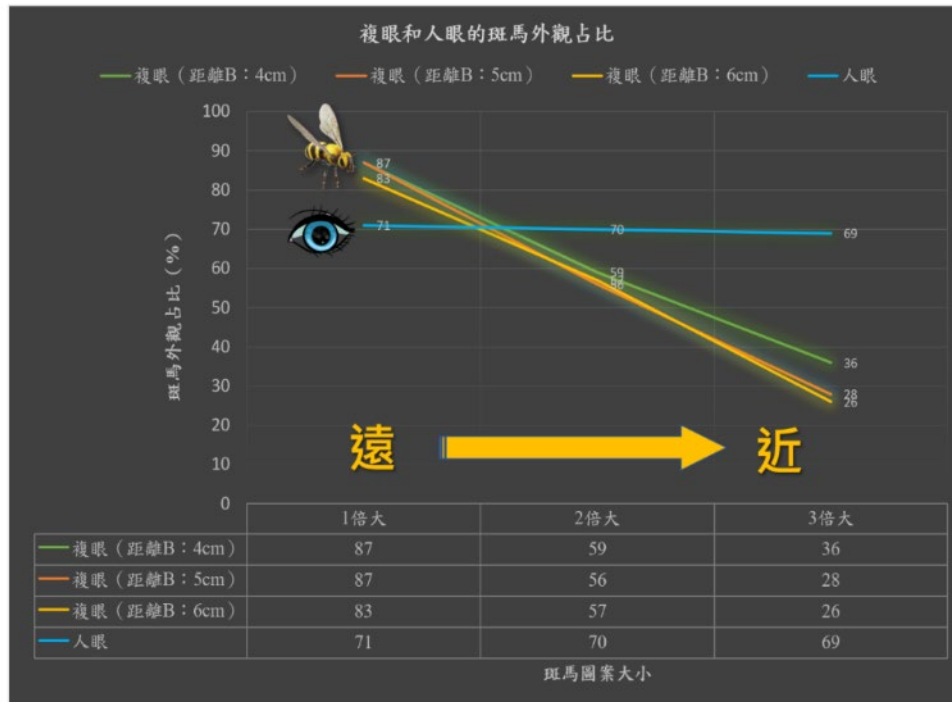 複眼和人眼的斑馬外觀占比
複眼（距離B：4cm） 複眼（距離B：5cm） 複眼（距離B：6cm） 人眼
斑馬外觀占比（%）
100
90
80
70
60
50
40
30
20
10
0
87
83
71
70
69
59
56
36
28
26
遠 近
1倍大 2倍大 3倍大
複眼（距離B：4cm） 87 59 36
複眼（距離B：5cm） 87 56 28
複眼（距離B：6cm） 83 57 26
人眼 71 70 69
斑馬圖案大小